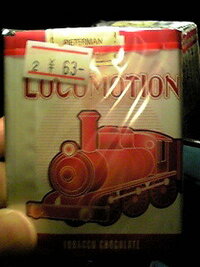 2 ¥ 63-
LOCOMOTION
TOBACCO CHOCOLATE